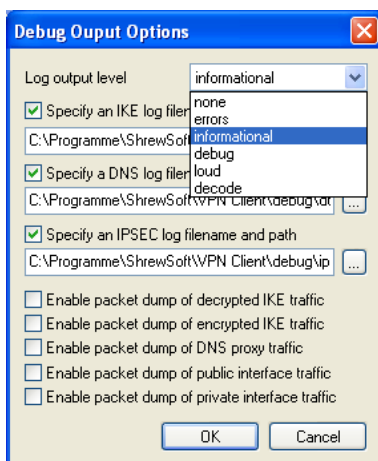 Debug Ouput Options
Log output level informational
none
errors
informational
debug
loud
decode
Specify an IKE log
C:\Programme\ShrewSoft
Specify a DNS log
C:\Programme\ShrewSoft\VPN Client\debug\dt ...
Specify an IPSEC log filename and path
C:\Programme\ShrewSoft\VPN Client\debug\ip ...
Enable packet dump of decrypted IKE traffic
Enable packet dump of encrypted IKE traffic
Enable packet dump of DNS proxy traffic
Enable packet dump of public interface traffic
Enable packet dump of private interface traffic
OK Cancel